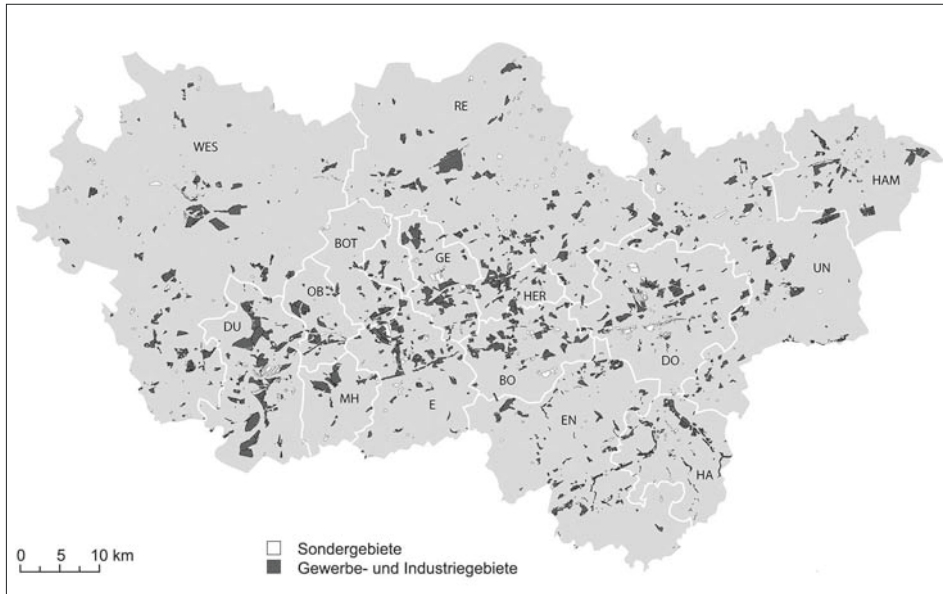 RE
WES
HAM
BOT
GE
UN
OB
HER
DU
DO
BO
MH
E
EN
HA
0 5 10 km
Sondergebiete
Gewerbe- und Industriegebiete